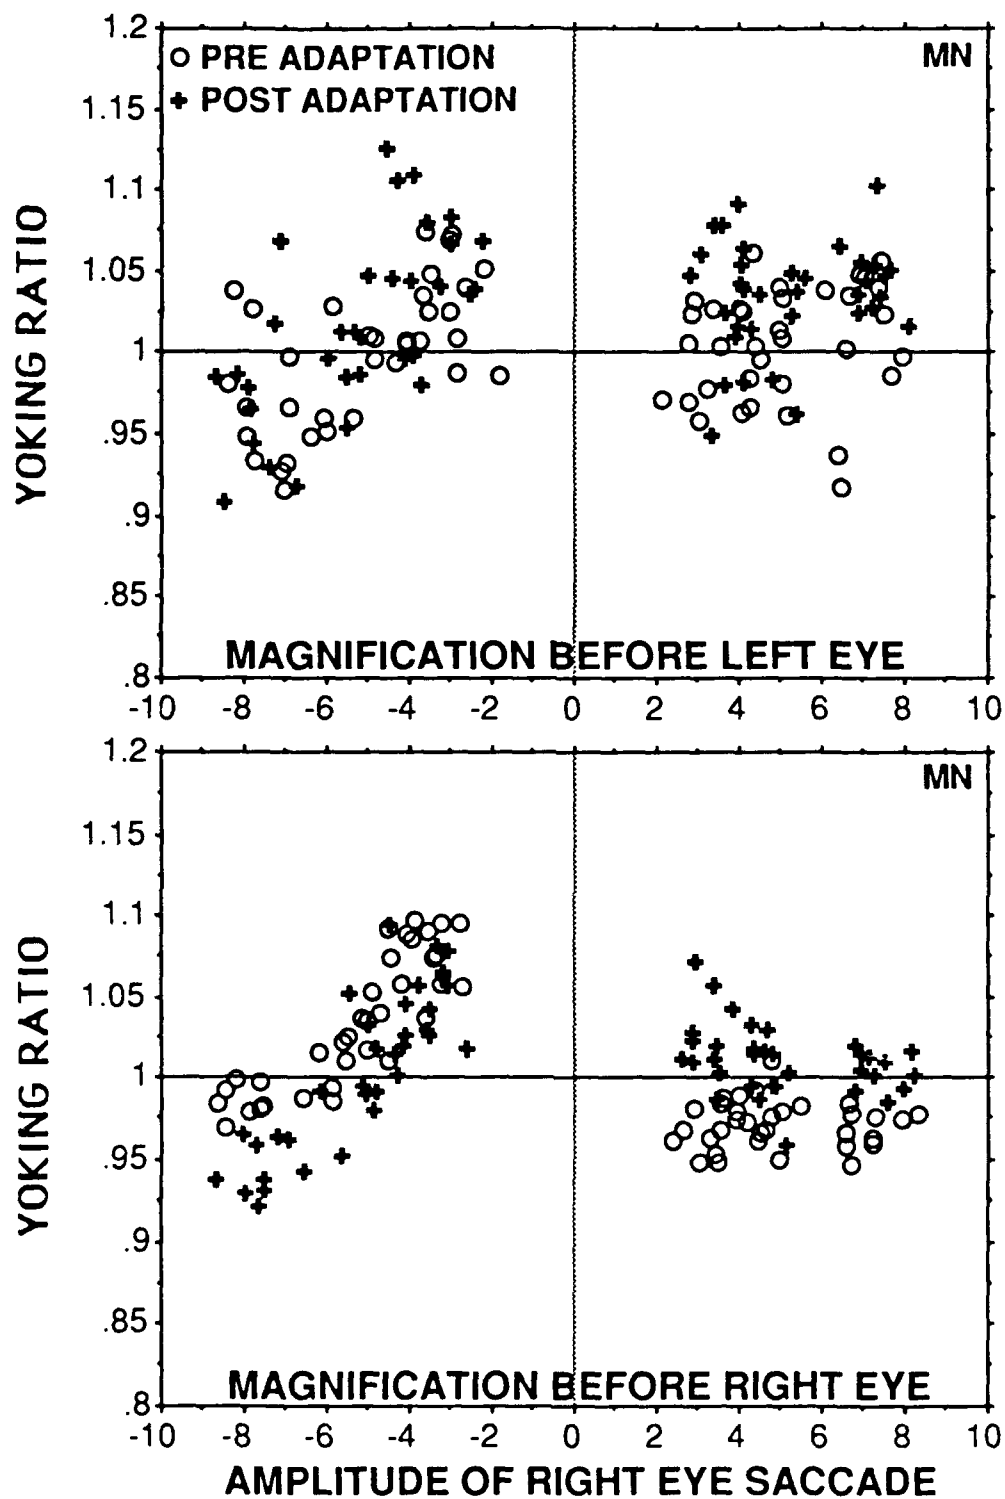 1.2
○ PRE ADAPTATION
MN
✚ POST ADAPTATION
1.15
1.1
1.05
1
.95
.9
.85
.8
YOKING RATIO
MAGNIFICATION BEFORE LEFT EYE
-10 -8 -6 -4 -2 0 2 4 6 8 10
1.2
MN
1.15
1.1
1.05
1
.95
.9
.85
.8
YOKING RATIO
MAGNIFICATION BEFORE RIGHT EYE
-10 -8 -6 -4 -2 0 2 4 6 8 10
AMPLITUDE OF RIGHT EYE SACCADE